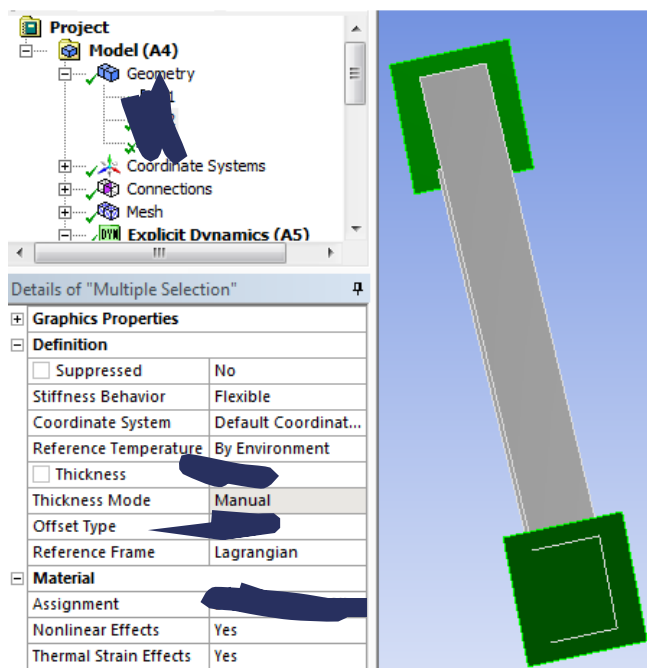 Project
Model (A4)
Geometry
1
Coordinate Systems
Connections
Mesh
Explicit Dynamics (A5)
Details of "Multiple Selection"
Graphics Properties
Definition
Suppressed No
Stiffness Behavior Flexible
Coordinate System Default Coordinat...
Reference Temperature By Environment
Thickness
Thickness Mode Manual
Offset Type
Reference Frame Lagrangian
Material
Assignment
Nonlinear Effects Yes
Thermal Strain Effects Yes